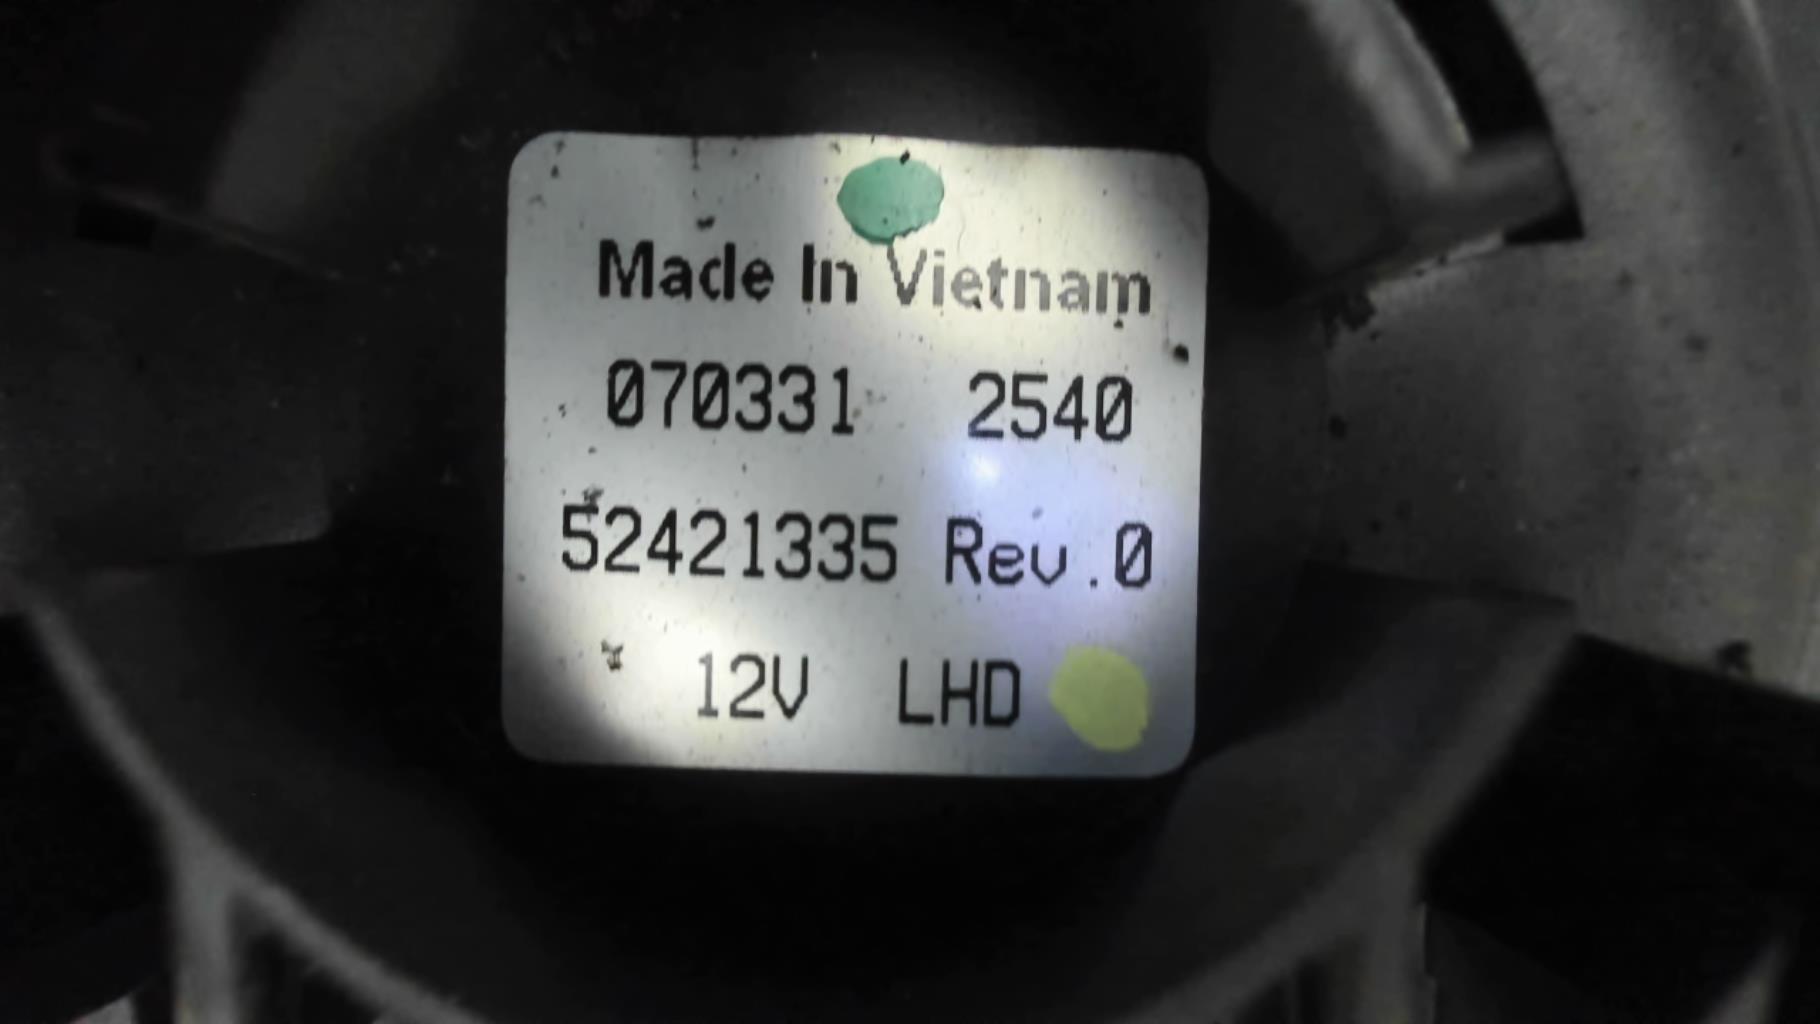 Made In Vietnam
070331 2540
52421335 Rev.0
12V LHD